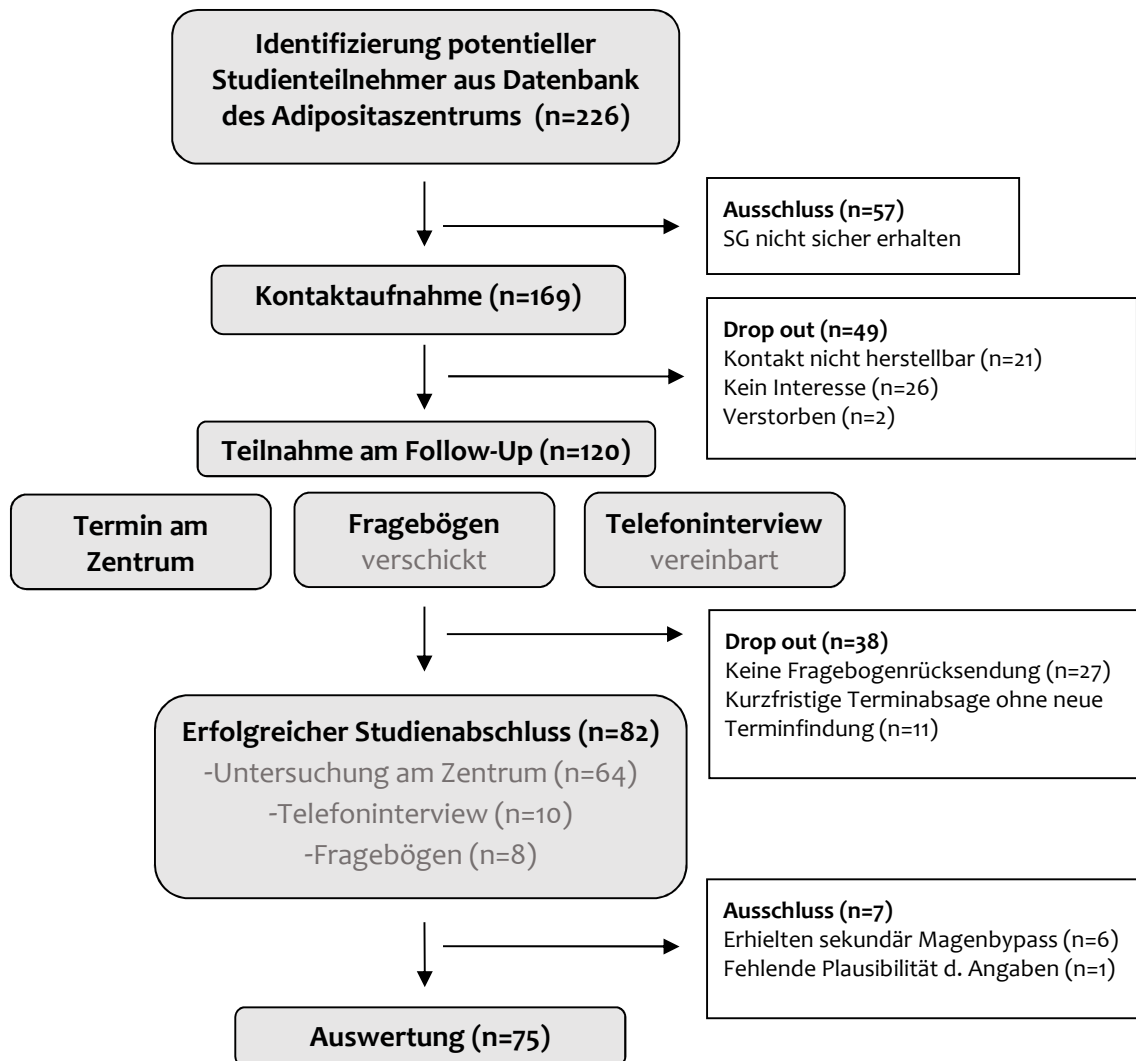 Identifizierung potentieller
Studienteilnehmer aus Datenbank
des Adipositaszentrums (n=226)
Ausschluss (n=57)
SG nicht sicher erhalten
Kontaktaufnahme (n=169)
Drop out (n=49)
Kontakt nicht herstellbar (n=21)
Kein Interesse (n=26)
Verstorben (n=2)
Teilnahme am Follow-Up (n=120)
Termin am
Zentrum
Fragebögen
verschickt
Telefoninterview
vereinbart
Drop out (n=38)
Keine Fragebogenrücksendung (n=27)
Kurzfristige Terminabsage ohne neue
Terminfindung (n=11)
Erfolgreicher Studienabschluss (n=82)
-Untersuchung am Zentrum (n=64)
-Telefoninterview (n=10)
-Fragebögen (n=8)
Ausschluss (n=7)
Erhielten sekundär Magenbypass (n=6)
Fehlende Plausibilität d. Angaben (n=1)
Auswertung (n=75)